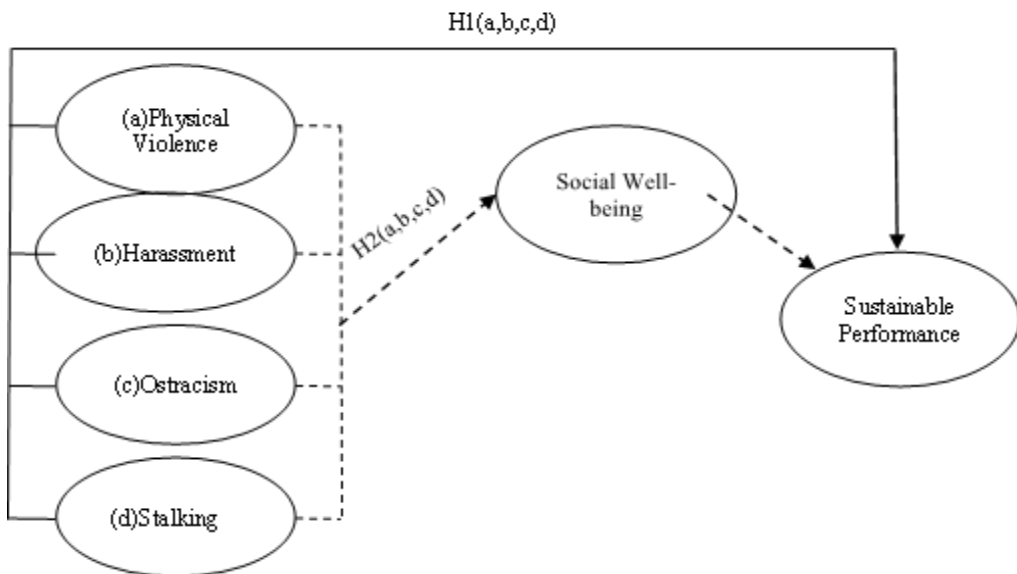 H1(a,b,c,d)
(a)Physical
Violence
(b)Harassment
(c)Ostracism
(d)Stalking
H2(a,b,c,d)
Social Well-
being
Sustainable
Performance